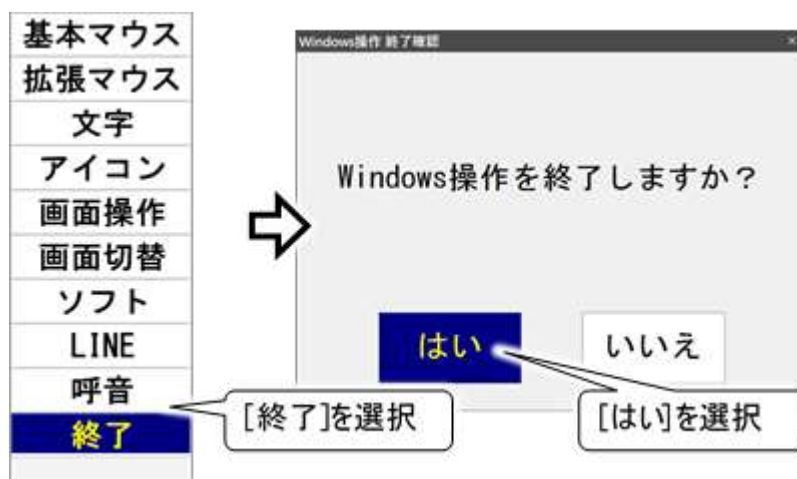 基本マウス
拡張マウス
文字
アイコン
画面操作
画面切替
ソフト
LINE
呼音
終了
[終了]を選択
Windows操作 終了確認
×
Windows操作を終了しますか？
はい
いいえ
[はい]を選択